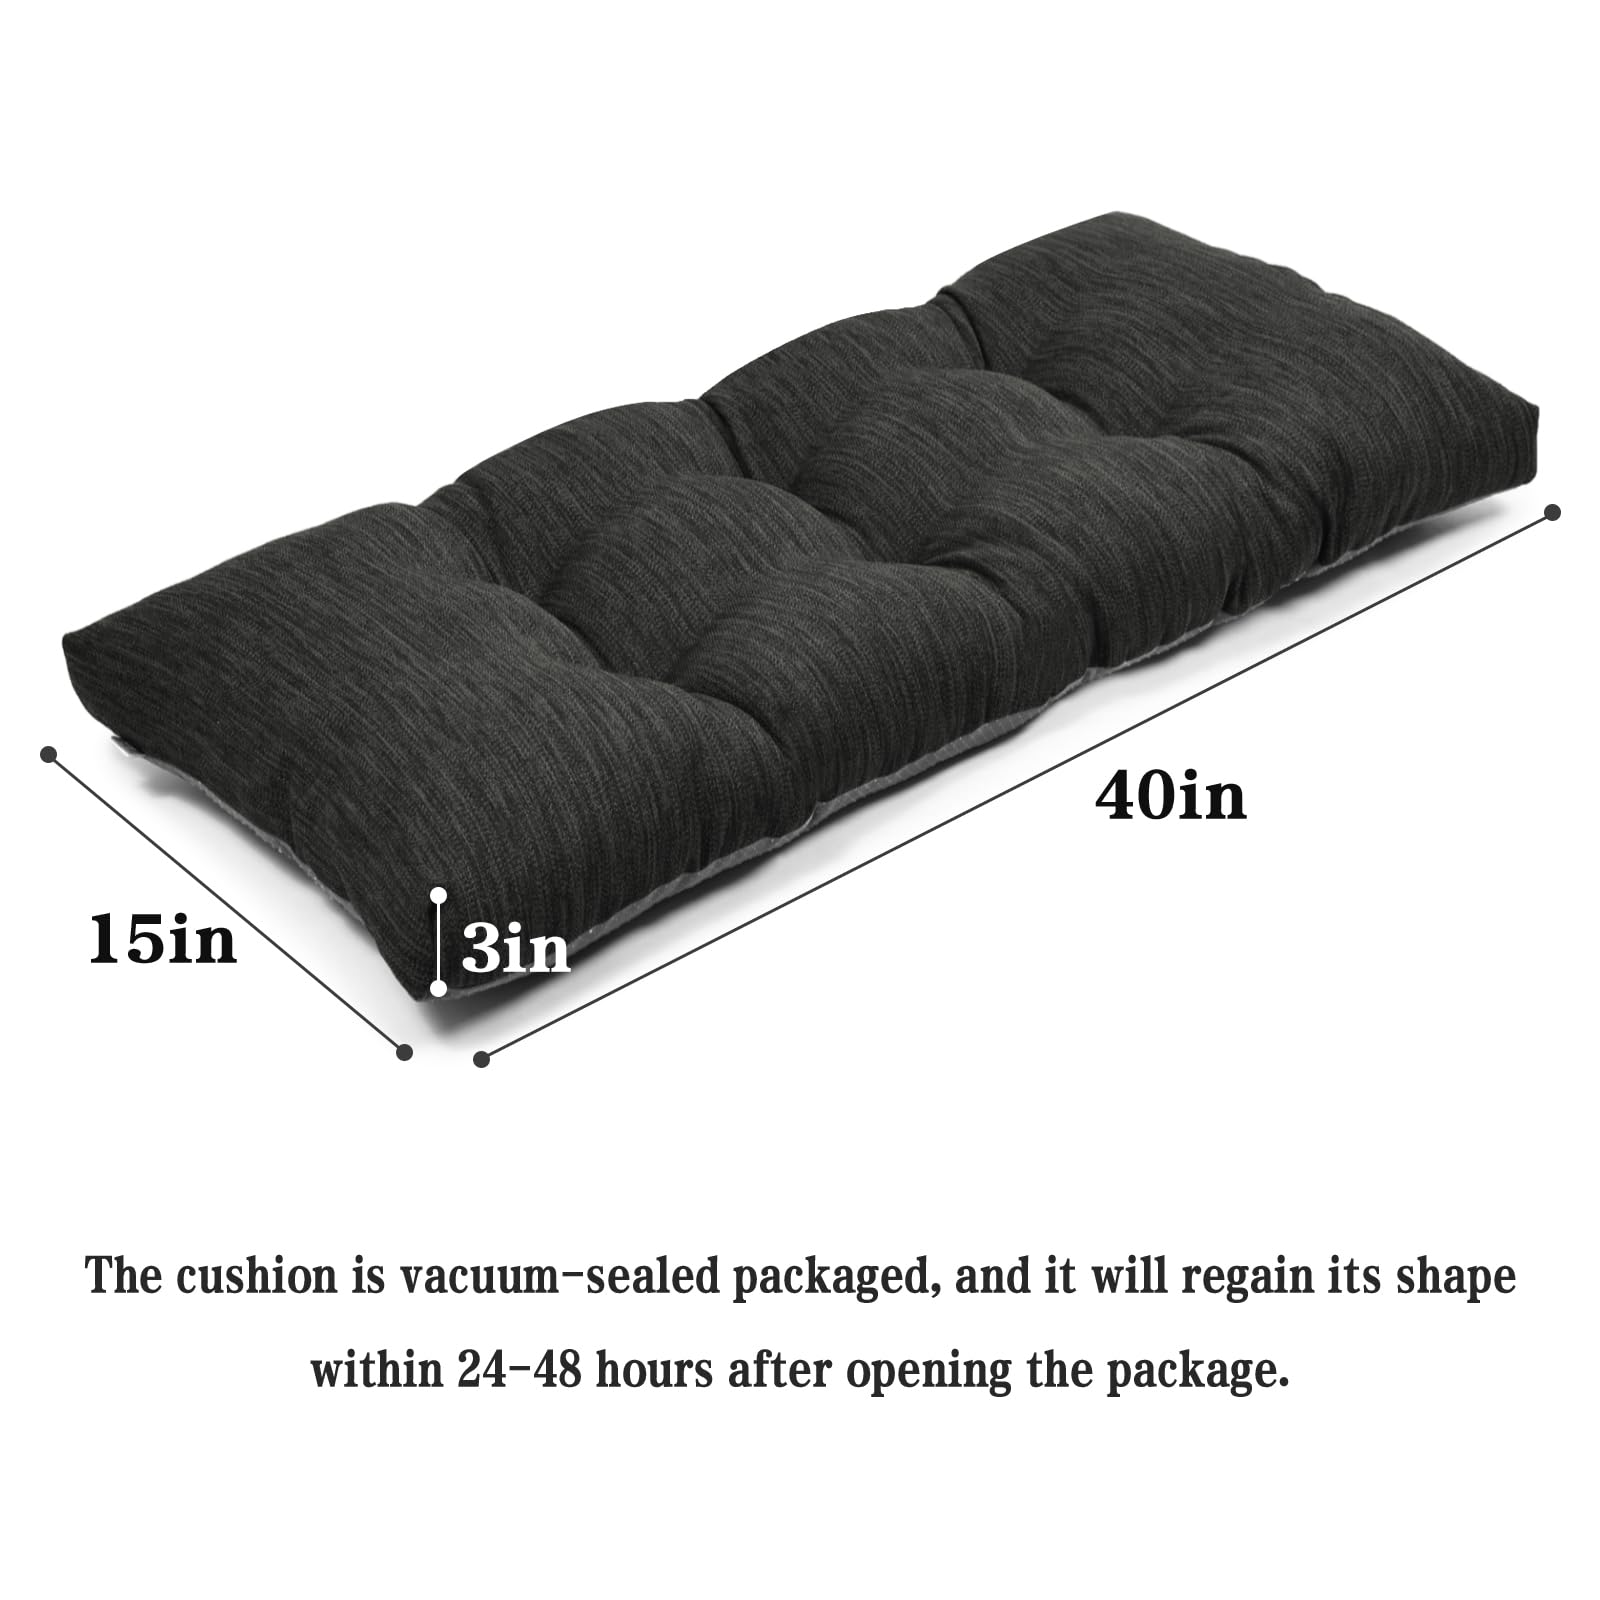 40in
15in
3in
The cushion is vacuum-sealed packaged, and it will regain its shape
within 24-48 hours after opening the package.